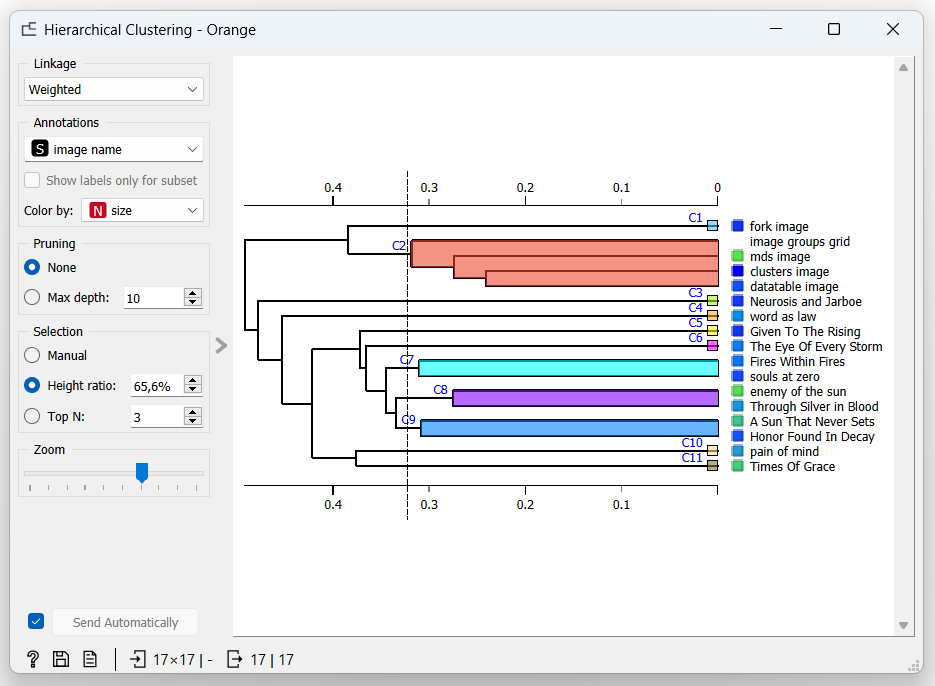 Hierarchical Clustering - Orange
Linkage
Weighted
Annotations
S image name
Show labels only for subset
Color by: N size
Pruning
None
Max depth: 10
Selection
Manual
Height ratio: 65,6%
Top N: 3
Zoom
Send Automatically
? 17×17 | - 17 | 17
0.4 0.3 0.2 0.1 0
C1 fork image
image groups grid
C2
mds image
clusters image
datatable image
C3 Neurosis and Jarboe
C4 word as law
C5 Given To The Rising
C6 The Eye Of Every Storm
C7 Fires Within Fires
souls at zero
C8 enemy of the sun
Through Silver in Blood
C9 A Sun That Never Sets
Honor Found In Decay
C10 pain of mind
C11 Times Of Grace
0.4 0.3 0.2 0.1 0